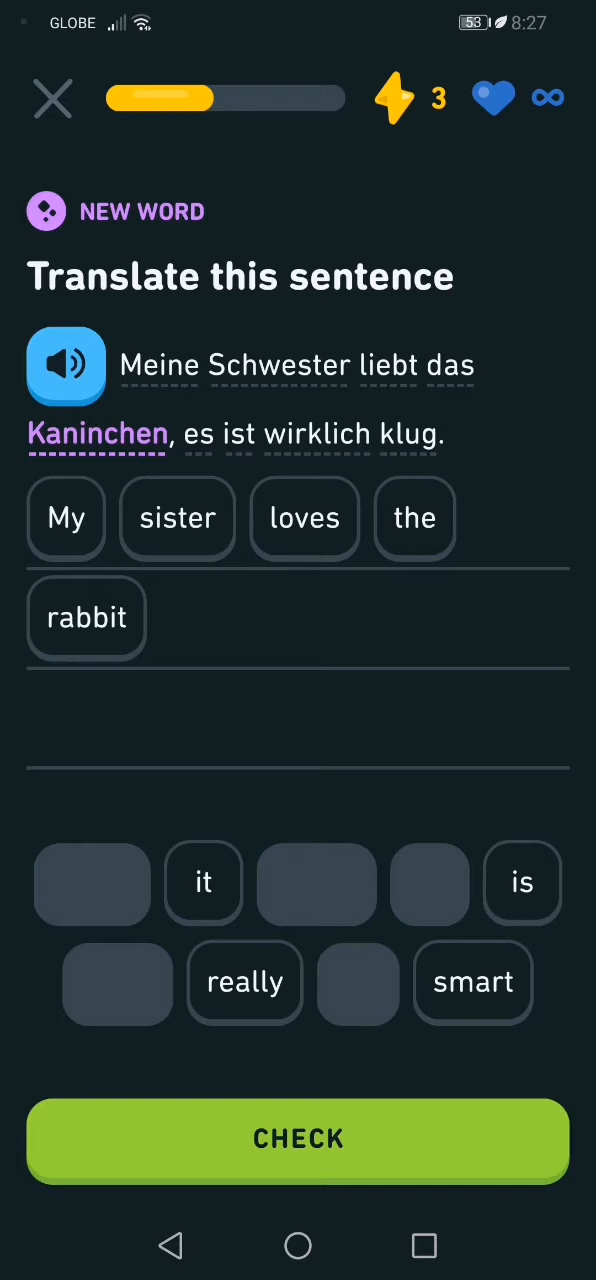 GLOBE 53 8:27
3 ∞
NEW WORD
Translate this sentence
Meine Schwester liebt das
Kaninchen, es ist wirklich klug.
My sister loves the
rabbit
it is
really smart
CHECK